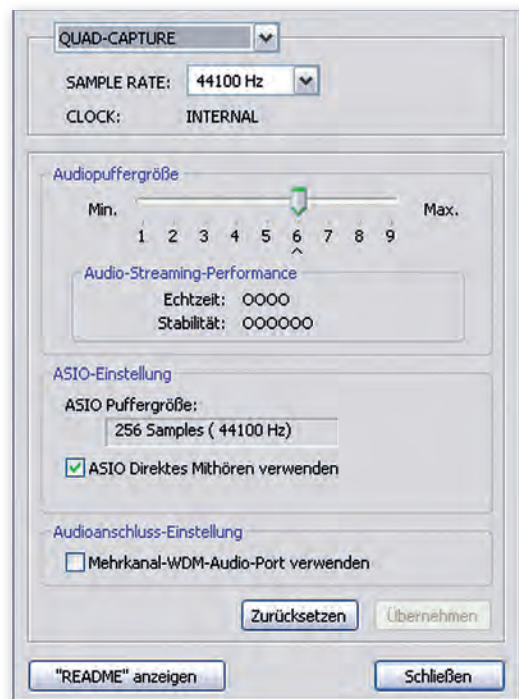 QUAD-CAPTURE
SAMPLE RATE: 44100 Hz
CLOCK: INTERNAL
Audiopuffergröße
Min. Max.
1 2 3 4 5 6 7 8 9
^
Audio-Streaming-Performance
Echtzeit: OOOO
Stabilität: OOOOOO
ASIO-Einstellung
ASIO Puffergröße:
256 Samples ( 44100 Hz)
ASIO Direktes Mithören verwenden
Audioanschluss-Einstellung
Mehrkanal-WDM-Audio-Port verwenden
Zurücksetzen Übernehmen
"README" anzeigen Schließen